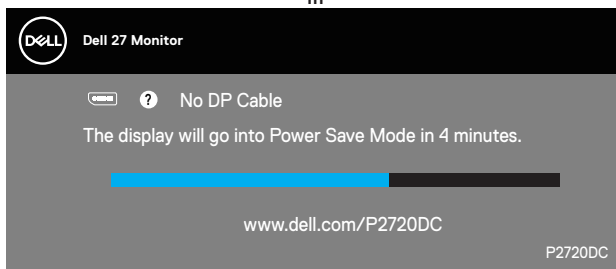 m
DELL
Dell 27 Monitor
? No DP Cable
The display will go into Power Save Mode in 4 minutes.
www.dell.com/P2720DC
P2720DC